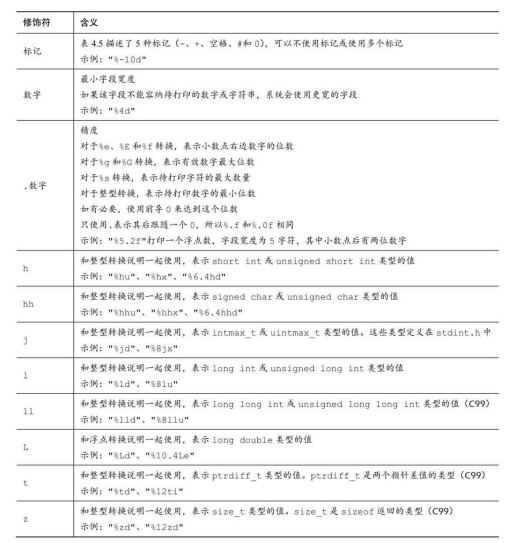 修饰符 含义
标记
表 4.5 描述了 5 种标记（-、+、空格、#和 0），可以不使用标记或使用多个标记
示例："%-10d"
数字
最小字段宽度
如果该字段不能容纳待打印的数字或字符串，系统会使用更宽的字段
示例："%4d"
.数字
精度
对于%e、%E 和%f 转换，表示小数点右边数字的位数
对于%g 和%G 转换，表示有效数字最大位数
对于%s 转换，表示待打印字符的最大数量
对于整型转换，表示待打印数字的最小位数
如有必要，使用前导 0 来达到这个位数
只使用.表示其后跟随一个 0，所以%.f 和%.0f 相同
示例："%5.2f"打印一个浮点数，字段宽度为 5 字符，其中小数点后有两位数字
h
和整型转换说明一起使用，表示 short int 或 unsigned short int 类型的值
示例："%hu"、"%hx"、"%6.4hd"
hh
和整型转换说明一起使用，表示 signed char 或 unsigned char 类型的值
示例："%hhu"、"%hhx"、"%6.4hhd"
j
和整型转换说明一起使用，表示 intmax_t 或 uintmax_t 类型的值。这些类型定义在 stdint.h 中
示例："%jd"、"%8jx"
l
和整型转换说明一起使用，表示 long int 或 unsigned long int 类型的值
示例："%ld"、"%8lu"
ll
和整型转换说明一起使用，表示 long long int 或 unsigned long long int 类型的值（C99）
示例："%lld"、"%8llu"
L
和浮点转换说明一起使用，表示 long double 类型的值
示例："%Ld"、"%10.4Le"
t
和整型转换说明一起使用，表示 ptrdiff_t 类型的值。ptrdiff_t 是两个指针差值的类型（C99）
示例："%td"、"%12ti"
z
和整型转换说明一起使用，表示 size_t 类型的值。size_t 是 sizeof 返回的类型（C99）
示例："%zd"、"%12zd"